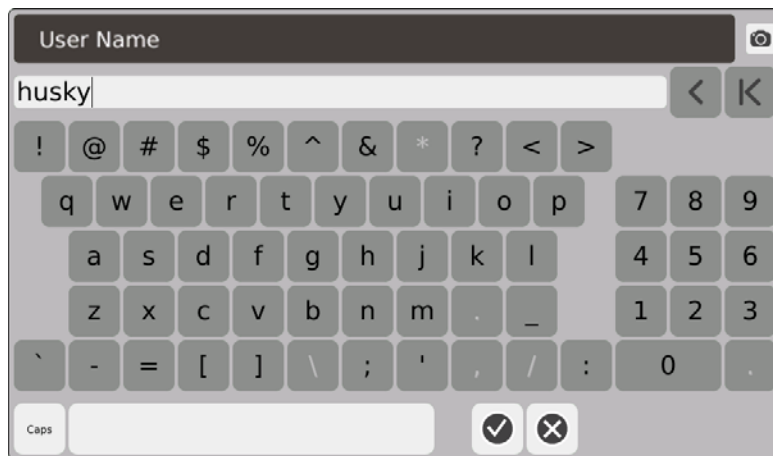 User Name
husky
! @ # $ % ^ & * ? < >
q w e r t y u i o p 7 8 9
a s d f g h j k l 4 5 6
z x c v b n m . _ 1 2 3
` - = [ ] \ ; ' , / : 0 .
Caps